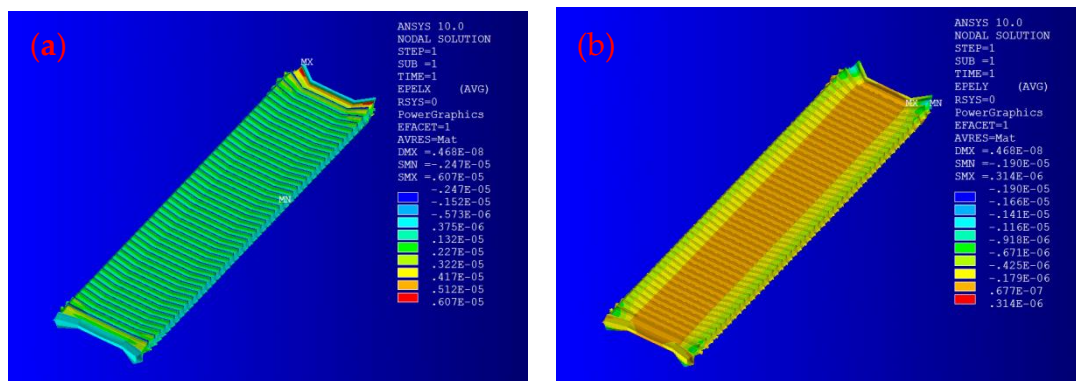 (a)
ANSYS 10.0
NODAL SOLUTION
STEP=1
SUB =1
TIME=1
EPELX (AVG)
RSYS=0
PowerGraphics
EFACET=1
AVRES=Mat
DMX =.468E-08
SMN =-.247E-05
SMX =.607E-05
-.247E-05
-.152E-05
-.573E-06
.375E-06
.132E-05
.227E-05
.322E-05
.417E-05
.512E-05
.607E-05
MX
MN
(b)
ANSYS 10.0
NODAL SOLUTION
STEP=1
SUB =1
TIME=1
EPELY (AVG)
RSYS=0
PowerGraphics
EFACET=1
AVRES=Mat
DMX =.468E-08
SMN =-.190E-05
SMX =.314E-06
-.190E-05
-.166E-05
-.141E-05
-.116E-05
-.918E-06
-.671E-06
-.425E-06
-.179E-06
.677E-07
.314E-06
MX MN